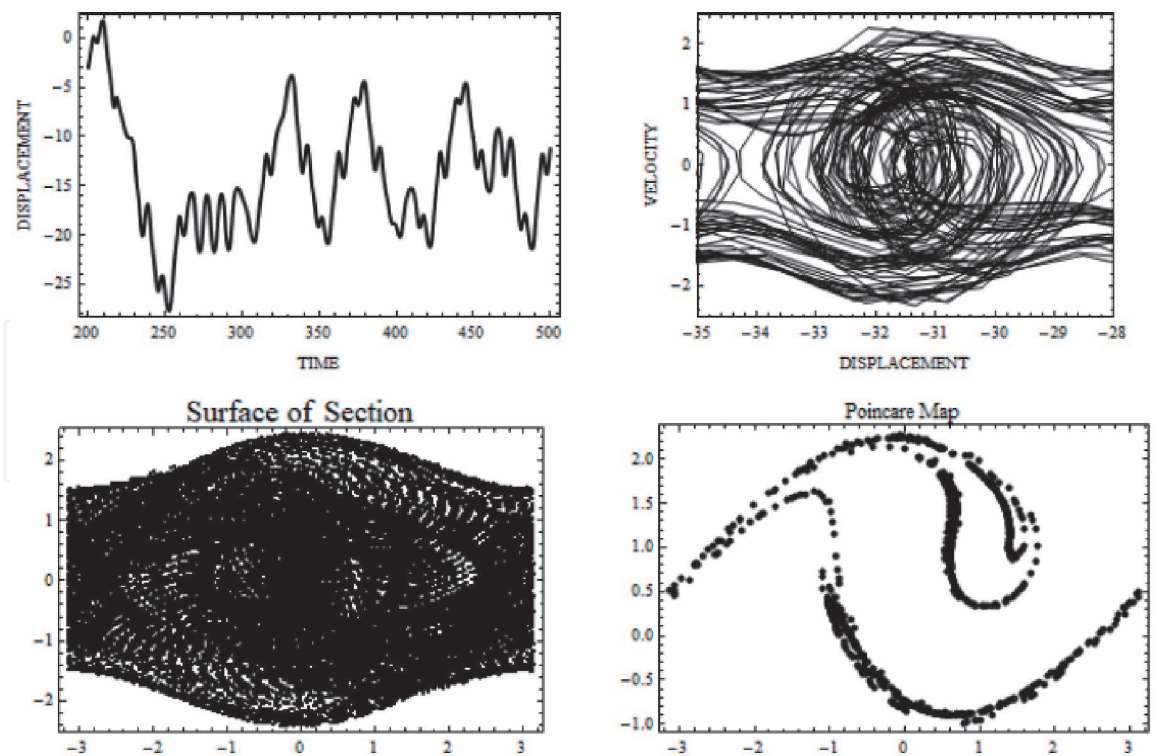 0
−5
−10
−15
−20
−25
DISPLACEMENT
200 250 300 350 400 450 500
TIME
2
1
0
−1
−2
VELOCITY
−35 −34 −33 −32 −31 −30 −29 −28
DISPLACEMENT
Surface of Section
2
1
0
−1
−2
−3 −2 −1 0 1 2 3
Poincare Map
2.0
1.5
1.0
0.5
0.0
−0.5
−1.0
−3 −2 −1 0 1 2 3